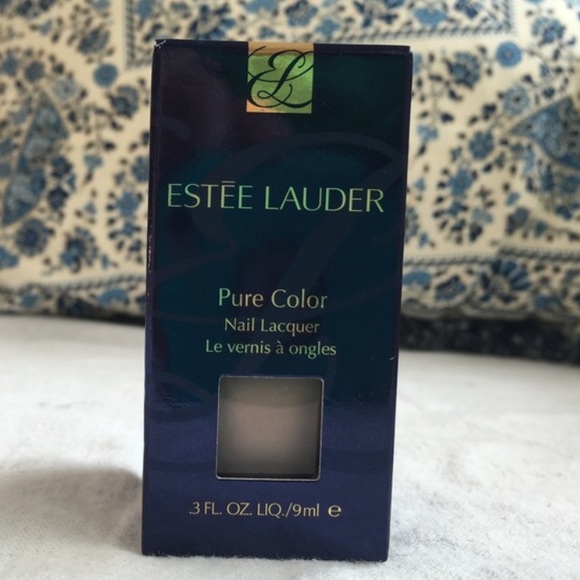 EL
ESTĒE LAUDER
Pure Color
Nail Lacquer
Le vernis à ongles
.3 FL. OZ. LIQ./9ml ℮